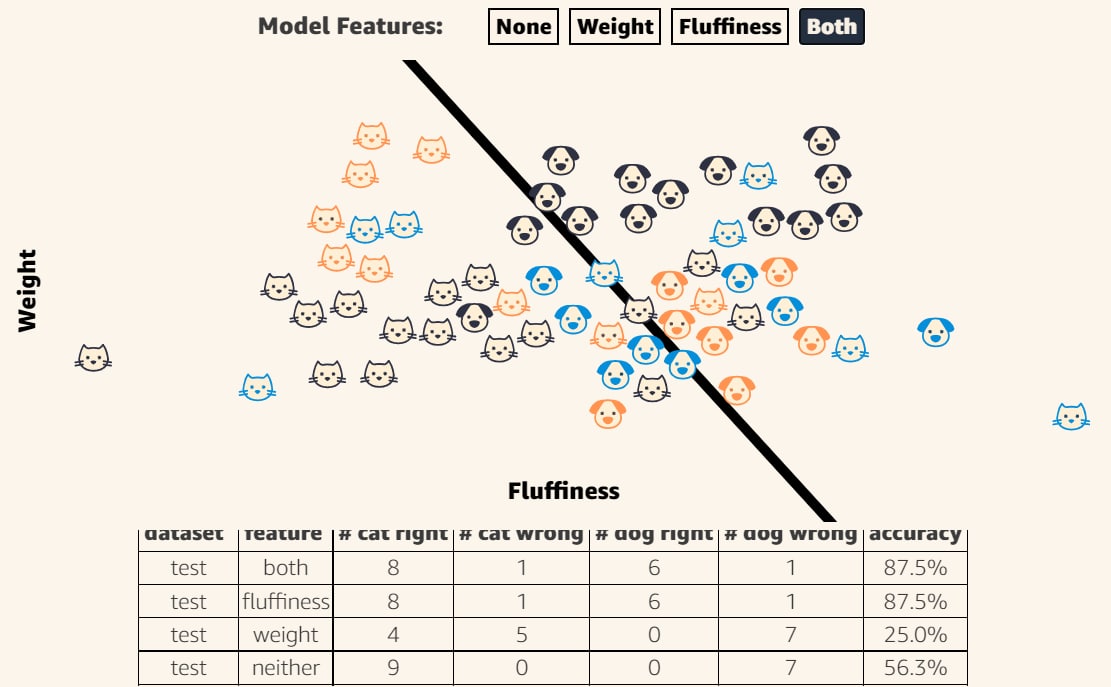 Model Features: None Weight Fluffiness Both
Weight
Fluffiness
dataset feature # cat right # cat wrong # dog right # dog wrong accuracy
test both 8 1 6 1 87.5%
test fluffiness 8 1 6 1 87.5%
test weight 4 5 0 7 25.0%
test neither 9 0 0 7 56.3%